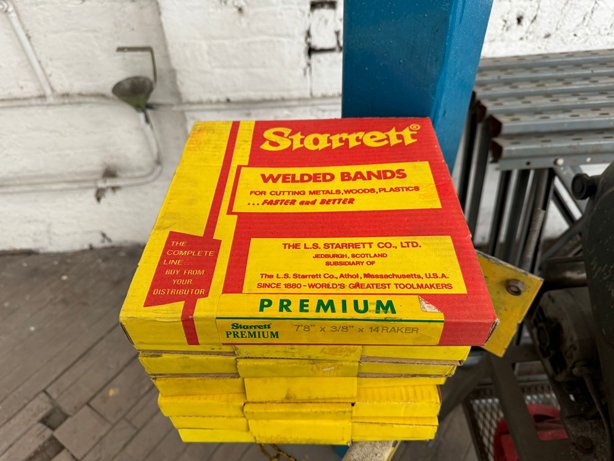 Starrett®
WELDED BANDS
FOR CUTTING METALS, WOODS, PLASTICS
... FASTER and BETTER
THE
COMPLETE
LINE...
BUY FROM
YOUR
DISTRIBUTOR
THE L.S. STARRETT CO., LTD.
JEDBURGH, SCOTLAND
SUBSIDIARY OF
The L.S. Starrett Co., Athol, Massachusetts, U.S.A.
SINCE 1880-WORLD'S GREATEST TOOLMAKERS
PREMIUM
Starrett
PREMIUM
7'8" x 3/8" x 14 RAKER